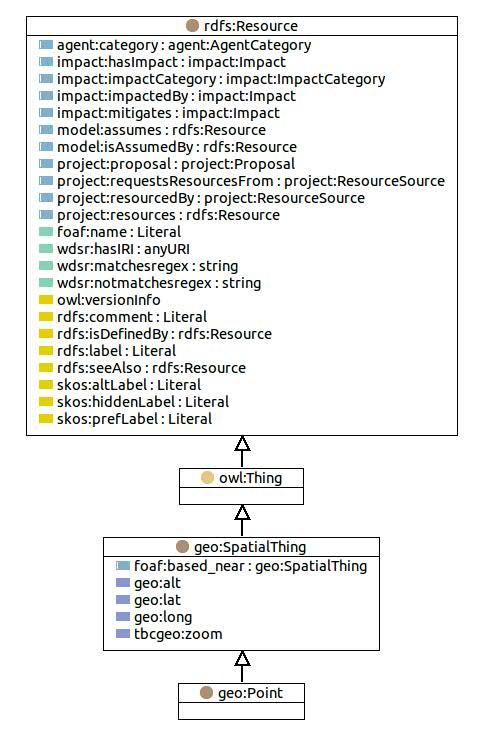 rdfs:Resource
agent:category : agent:AgentCategory
impact:hasImpact : impact:Impact
impact:impactCategory : impact:ImpactCategory
impact:impactedBy : impact:Impact
impact:mitigates : impact:Impact
model:assumes : rdfs:Resource
model:isAssumedBy : rdfs:Resource
project:proposal : project:Proposal
project:requestsResourcesFrom : project:ResourceSource
project:resourcedBy : project:ResourceSource
project:resources : rdfs:Resource
foaf:name : Literal
wdsr:hasIRI : anyURI
wdsr:matchesregex : string
wdsr:notmatchesregex : string
owl:versionInfo
rdfs:comment : Literal
rdfs:isDefinedBy : rdfs:Resource
rdfs:label : Literal
rdfs:seeAlso : rdfs:Resource
skos:altLabel : Literal
skos:hiddenLabel : Literal
skos:prefLabel : Literal
owl:Thing
geo:SpatialThing
foaf:based_near : geo:SpatialThing
geo:alt
geo:lat
geo:long
tbcgeo:zoom
geo:Point